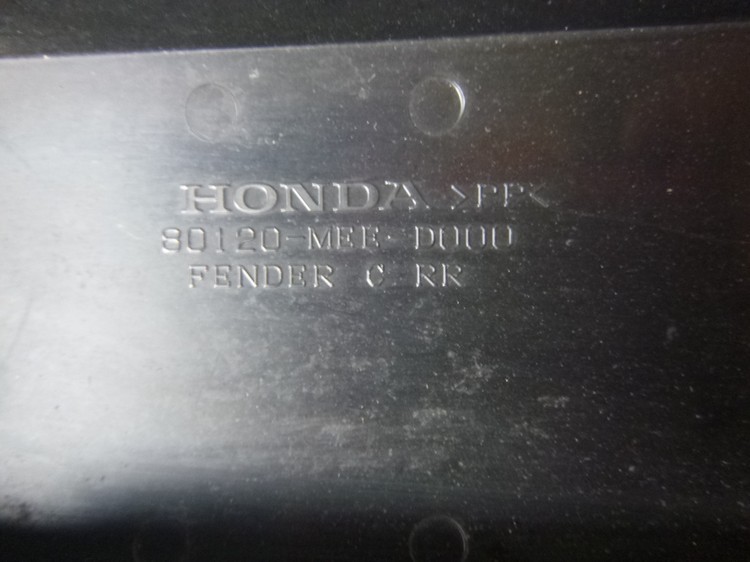 HONDA >PP<
80120-MEE-D000
FENDER C RR